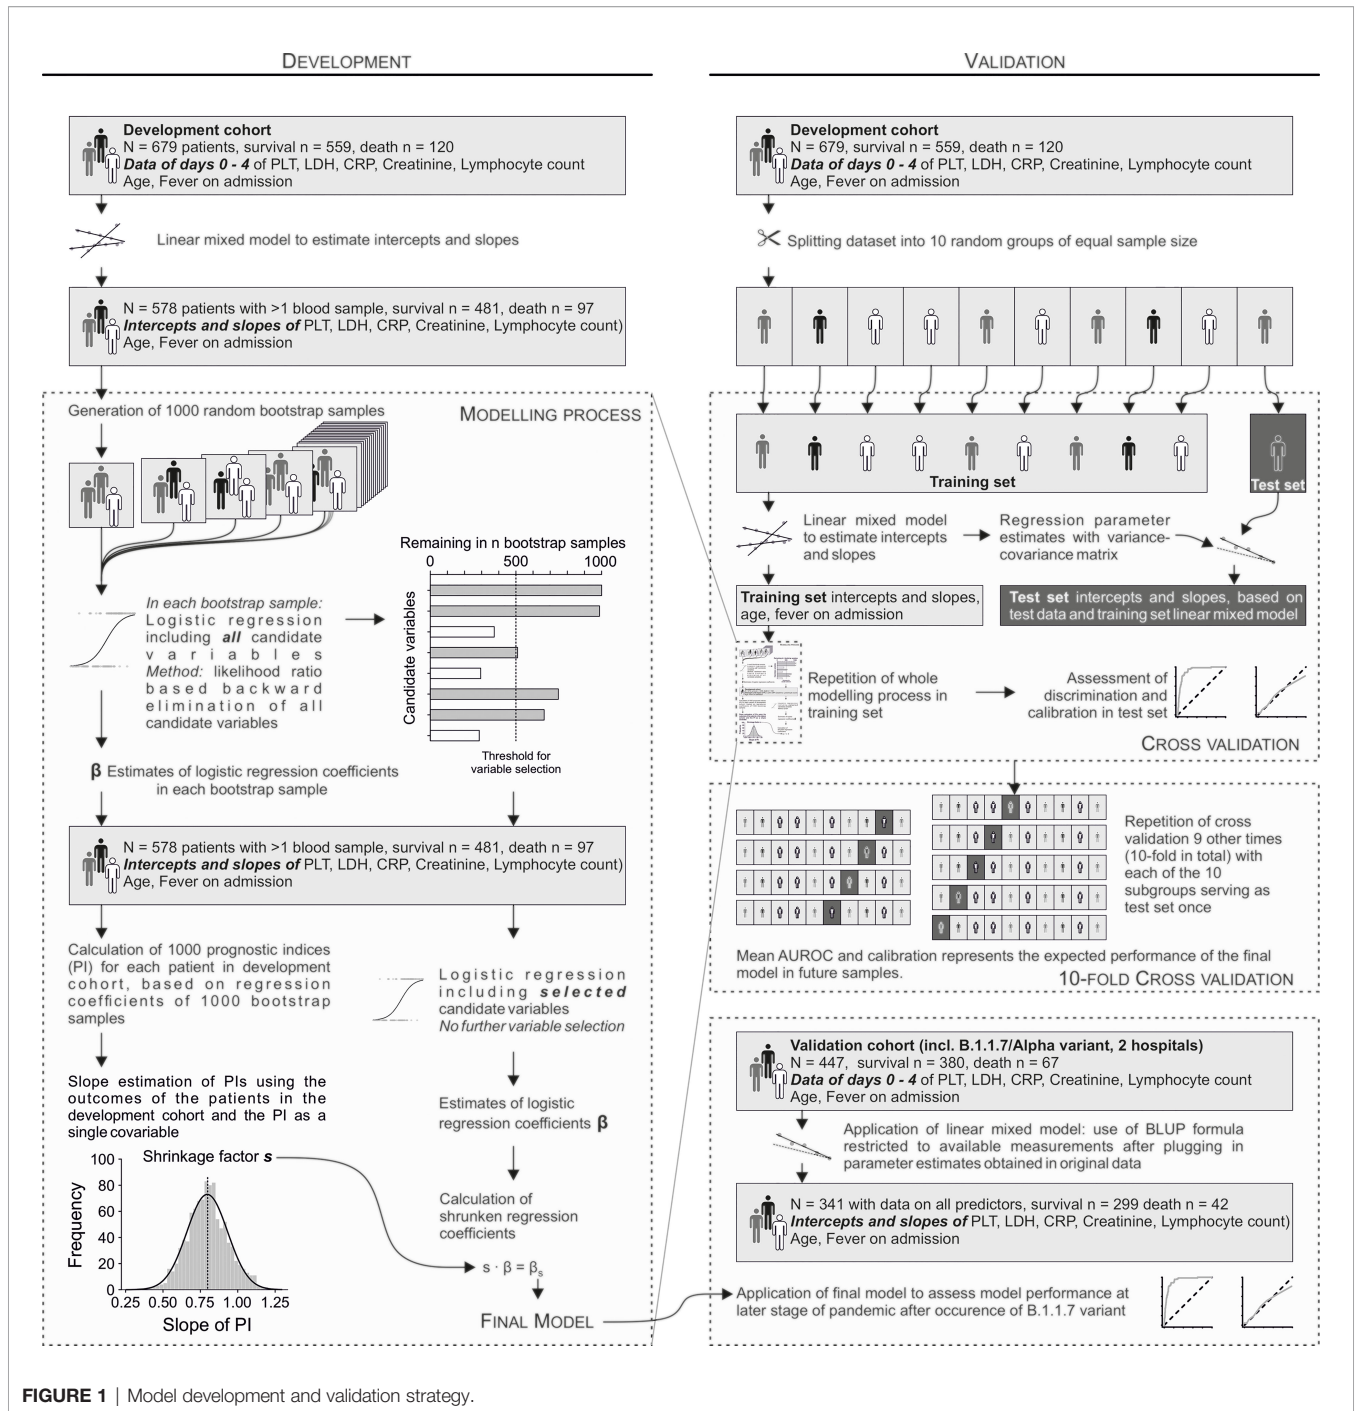 DEVELOPMENT
Development cohort
N = 679 patients, survival n = 559, death n = 120
Data of days 0 - 4 of PLT, LDH, CRP, Creatinine, Lymphocyte count
Age, Fever on admission
Linear mixed model to estimate intercepts and slopes
N = 578 patients with >1 blood sample, survival n = 481, death n = 97
Intercepts and slopes of PLT, LDH, CRP, Creatinine, Lymphocyte count)
Age, Fever on admission
Generation of 1000 random bootstrap samples
MODELLING PROCESS
In each bootstrap sample:
Logistic regression
including all candidate
variables
Method: likelihood ratio
based backward
elimination of all
candidate variables
Remaining in n bootstrap samples
0 500 1000
Candidate variables
Threshold for
variable selection
β Estimates of logistic regression coefficients
in each bootstrap sample
N = 578 patients with >1 blood sample, survival n = 481, death n = 97
Intercepts and slopes of PLT, LDH, CRP, Creatinine, Lymphocyte count)
Age, Fever on admission
Calculation of 1000 prognostic indices
(PI) for each patient in development
cohort, based on regression
coefficients of 1000 bootstrap
samples
Slope estimation of PIs using the
outcomes of the patients in the
development cohort and the PI as a
single covariable
Shrinkage factor s
Frequency
100
80
60
40
20
0
0.25 0.50 0.75 1.00 1.25
Slope of PI
Logistic regression
including selected
candidate variables
No further variable selection
Estimates of logistic
regression coefficients β
Calculation of
shrunken regression
coefficients
s · β = βs
FINAL MODEL
VALIDATION
Development cohort
N = 679, survival n = 559, death n = 120
Data of days 0 - 4 of PLT, LDH, CRP, Creatinine, Lymphocyte count
Age, Fever on admission
Splitting dataset into 10 random groups of equal sample size
Training set
Test set
Linear mixed model
to estimate intercepts
and slopes
Regression parameter
estimates with variance-
covariance matrix
Training set intercepts and slopes,
age, fever on admission
Test set intercepts and slopes, based on
test data and training set linear mixed model
Repetition of whole
modelling process in
training set
Assessment of
discrimination and
calibration in test set
CROSS VALIDATION
Repetition of cross
validation 9 other times
(10-fold in total) with
each of the 10
subgroups serving as
test set once
Mean AUROC and calibration represents the expected performance of the final
model in future samples.
10-FOLD CROSS VALIDATION
Validation cohort (incl. B.1.1.7/Alpha variant, 2 hospitals)
N = 447, survival n = 380, death n = 67
Data of days 0 - 4 of PLT, LDH, CRP, Creatinine, Lymphocyte count
Age, Fever on admission
Application of linear mixed model: use of BLUP formula
restricted to available measurements after plugging in
parameter estimates obtained in original data
N = 341 with data on all predictors, survival n = 299 death n = 42
Intercepts and slopes of PLT, LDH, CRP, Creatinine, Lymphocyte count)
Age, Fever on admission
Application of final model to assess model performance at
later stage of pandemic after occurence of B.1.1.7 variant
FIGURE 1 | Model development and validation strategy.